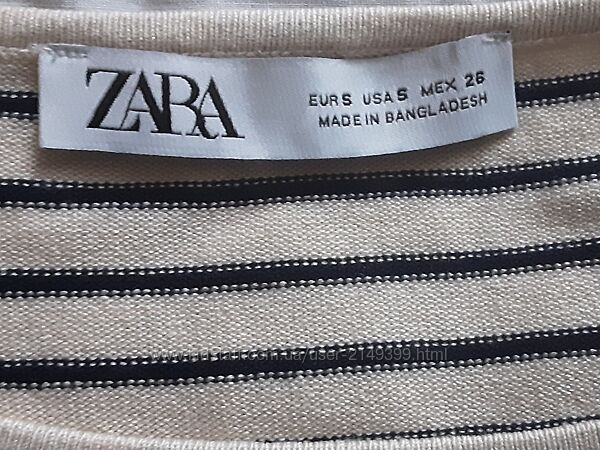 ZARA
EUR S USA S MEX 26
MADE IN BANGLADESH